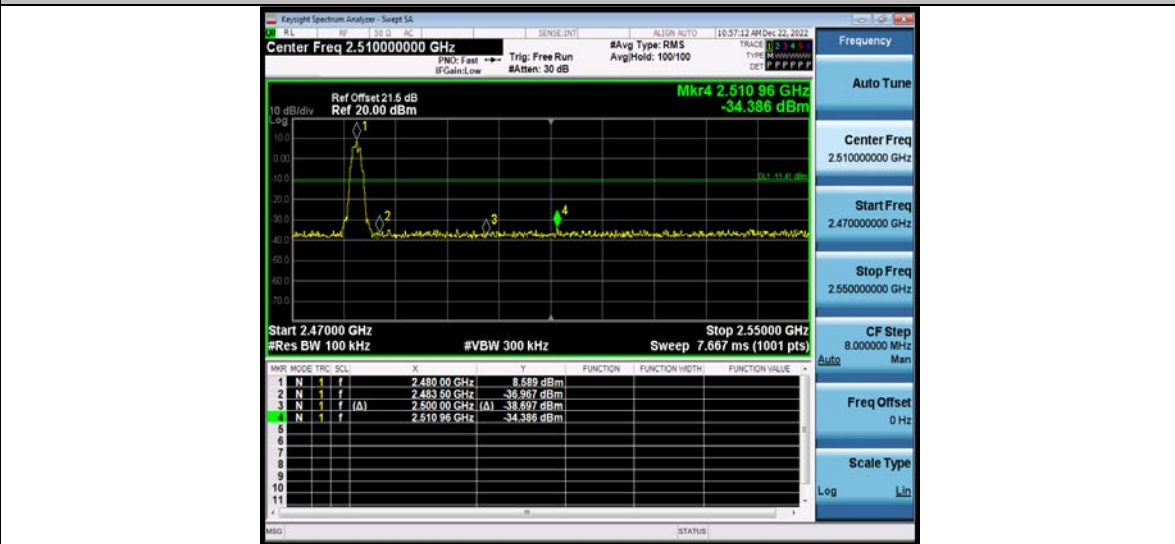 Keysight Spectrum Analyzer - Swept SA
RL RF 50 Ω AC SENSE:INT ALIGN AUTO 10:57:12 AM Dec 22, 2022
Center Freq 2.510000000 GHz
PNO: Fast
IFGain:Low
Trig: Free Run
#Atten: 30 dB
#Avg Type: RMS
Avg|Hold: 100/100
TRACE 1 2 3 4 5 6
TYPE M WWWWW
DET P P P P P P
Ref Offset 21.5 dB
10 dB/div Ref 20.00 dBm
Log
Mkr4 2.510 96 GHz
-34.386 dBm
10.0
0.00
-10.0
-20.0
-30.0
-40.0
-60.0
-70.0
1
2
3
4
DL1 -11.41 dBm
Start 2.47000 GHz Stop 2.55000 GHz
#Res BW 100 kHz #VBW 300 kHz Sweep 7.667 ms (1001 pts)
MKR MODE TRC SCL X Y FUNCTION FUNCTION WIDTH FUNCTION VALUE
1 N 1 f 2.480 00 GHz 8.589 dBm
2 N 1 f 2.483 50 GHz -36.967 dBm
3 N 1 f (Δ) 2.500 00 GHz (Δ) -38.697 dBm
4 N 1 f 2.510 96 GHz -34.386 dBm
5
6
7
8
9
10
11
MSG STATUS
Frequency
Auto Tune
Center Freq
2.510000000 GHz
Start Freq
2.470000000 GHz
Stop Freq
2.550000000 GHz
CF Step
8.000000 MHz
Auto Man
Freq Offset
0 Hz
Scale Type
Log Lin